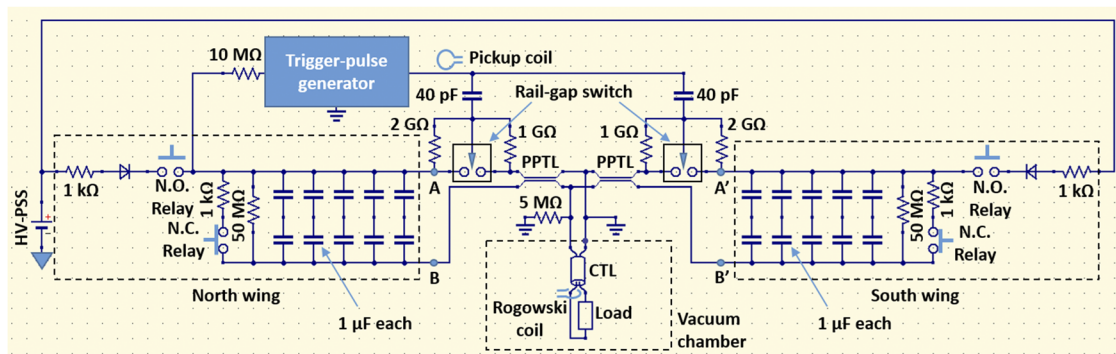 10 MΩ
Trigger-pulse
generator
Pickup coil
40 pF
Rail-gap switch
40 pF
2 GΩ
1 GΩ
1 GΩ
2 GΩ
PPTL
PPTL
1 kΩ
N.O.
Relay
A
A'
N.O.
Relay
1 kΩ
HV-PSS
+
−
1 kΩ
N.C.
Relay
50 MΩ
5 MΩ
50 MΩ
1 kΩ
N.C.
Relay
B
B'
North wing
1 µF each
CTL
Rogowski
coil
Load
Vacuum
chamber
South wing
1 µF each